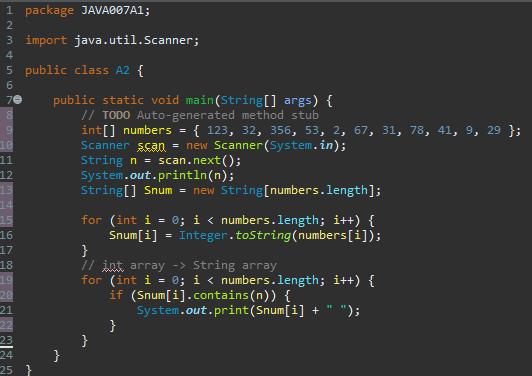 1 package JAVA007A1;
2
3 import java.util.Scanner;
4
5 public class A2 {
6
7     public static void main(String[] args) {
8         // TODO Auto-generated method stub
9         int[] numbers = { 123, 32, 356, 53, 2, 67, 31, 78, 41, 9, 29 };
10         Scanner scan = new Scanner(System.in);
11         String n = scan.next();
12         System.out.println(n);
13         String[] Snum = new String[numbers.length];
14
15         for (int i = 0; i < numbers.length; i++) {
16             Snum[i] = Integer.toString(numbers[i]);
17         }
18         // int array -> String array
19         for (int i = 0; i < numbers.length; i++) {
20             if (Snum[i].contains(n)) {
21                 System.out.print(Snum[i] + " ");
22             }
23         }
24     }
25 }